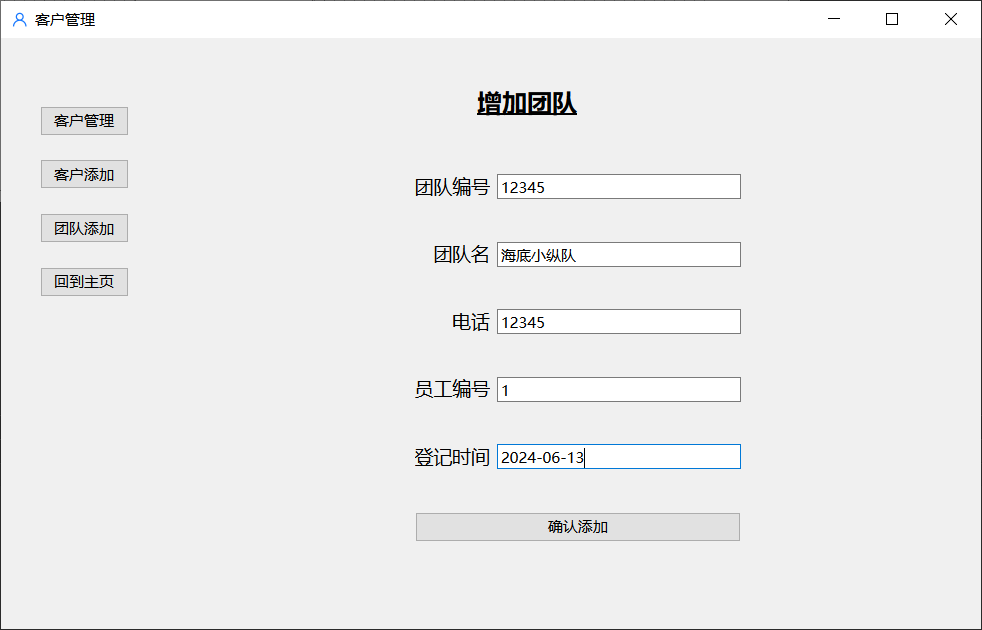 客户管理
客户管理
客户添加
团队添加
回到主页
增加团队
团队编号 12345
团队名 海底小纵队
电话 12345
员工编号 1
登记时间 2024-06-13
确认添加